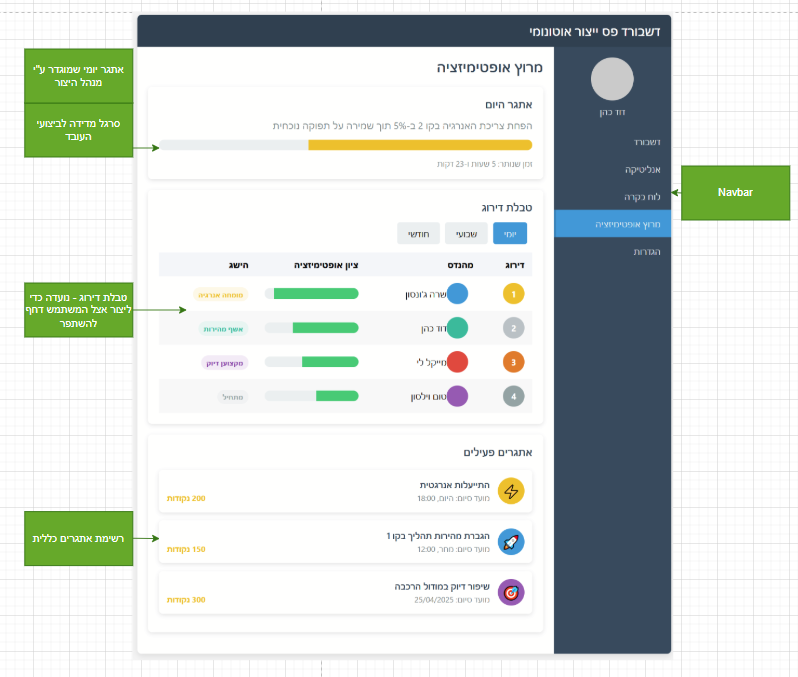 דשבורד פס ייצור אוטונומי
דוד כהן
דשבורד
אנליטיקה
לוח בקרה
מרוץ אופטימיזציה
הגדרות
Navbar
מרוץ אופטימיזציה
אתגר היום
הפחת צריכת האנרגיה בקו 2 ב-5% תוך שמירה על תפוקה נוכחית
זמן שנותר: 5 שעות ו-23 דקות
אתגר יומי שמוגדר ע"י
מנהל היצור
סרגל מדידה לביצועי
העובד
טבלת דירוג
יומי שבועי חודשי
דירוג מהנדס ציון אופטימיזציה הישג
1 שרה ג'ונסון מומחה אנרגיה
2 דוד כהן אשף מהירות
3 מייקל לי מקצוען דיוק
4 טום וילסון מתחיל
טבלת דירוג - נועדה כדי
ליצור אצל המשתמש דחף
להשתפר
אתגרים פעילים
התייעלות אנרגטית
מועד סיום: היום, 18:00
200 נקודות
הגברת מהירות תהליך בקו 1
מועד סיום: מחר, 12:00
150 נקודות
שיפור דיוק במודול הרכבה
מועד סיום: 25/04/2025
300 נקודות
רשימת אתגרים כללית